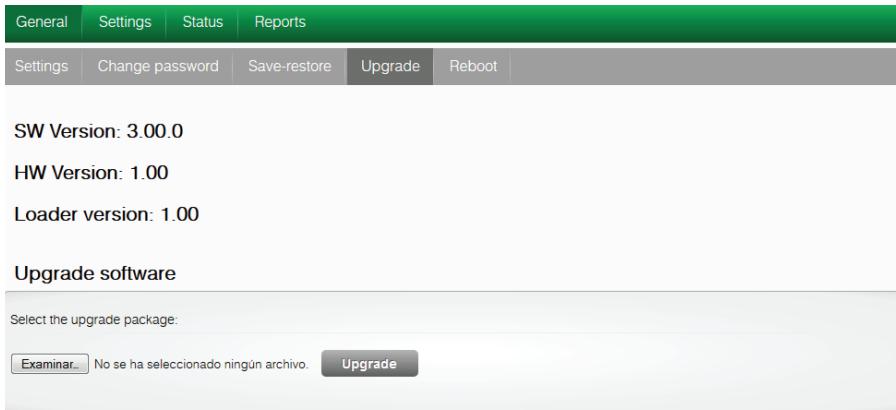 General Settings Status Reports
Settings Change password Save-restore Upgrade Reboot
SW Version: 3.00.0
HW Version: 1.00
Loader version: 1.00
Upgrade software
Select the upgrade package:
Examinar... No se ha seleccionado ningún archivo. Upgrade